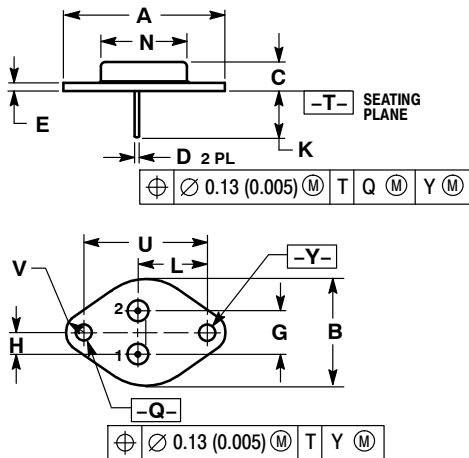 A
N
C
E
–T– SEATING
PLANE
K
D 2 PL
⌖ ∅ 0.13 (0.005) Ⓜ T Q Ⓜ Y Ⓜ
U
V
L
–Y–
2
G
B
H
1
–Q–
⌖ ∅ 0.13 (0.005) Ⓜ T Y Ⓜ